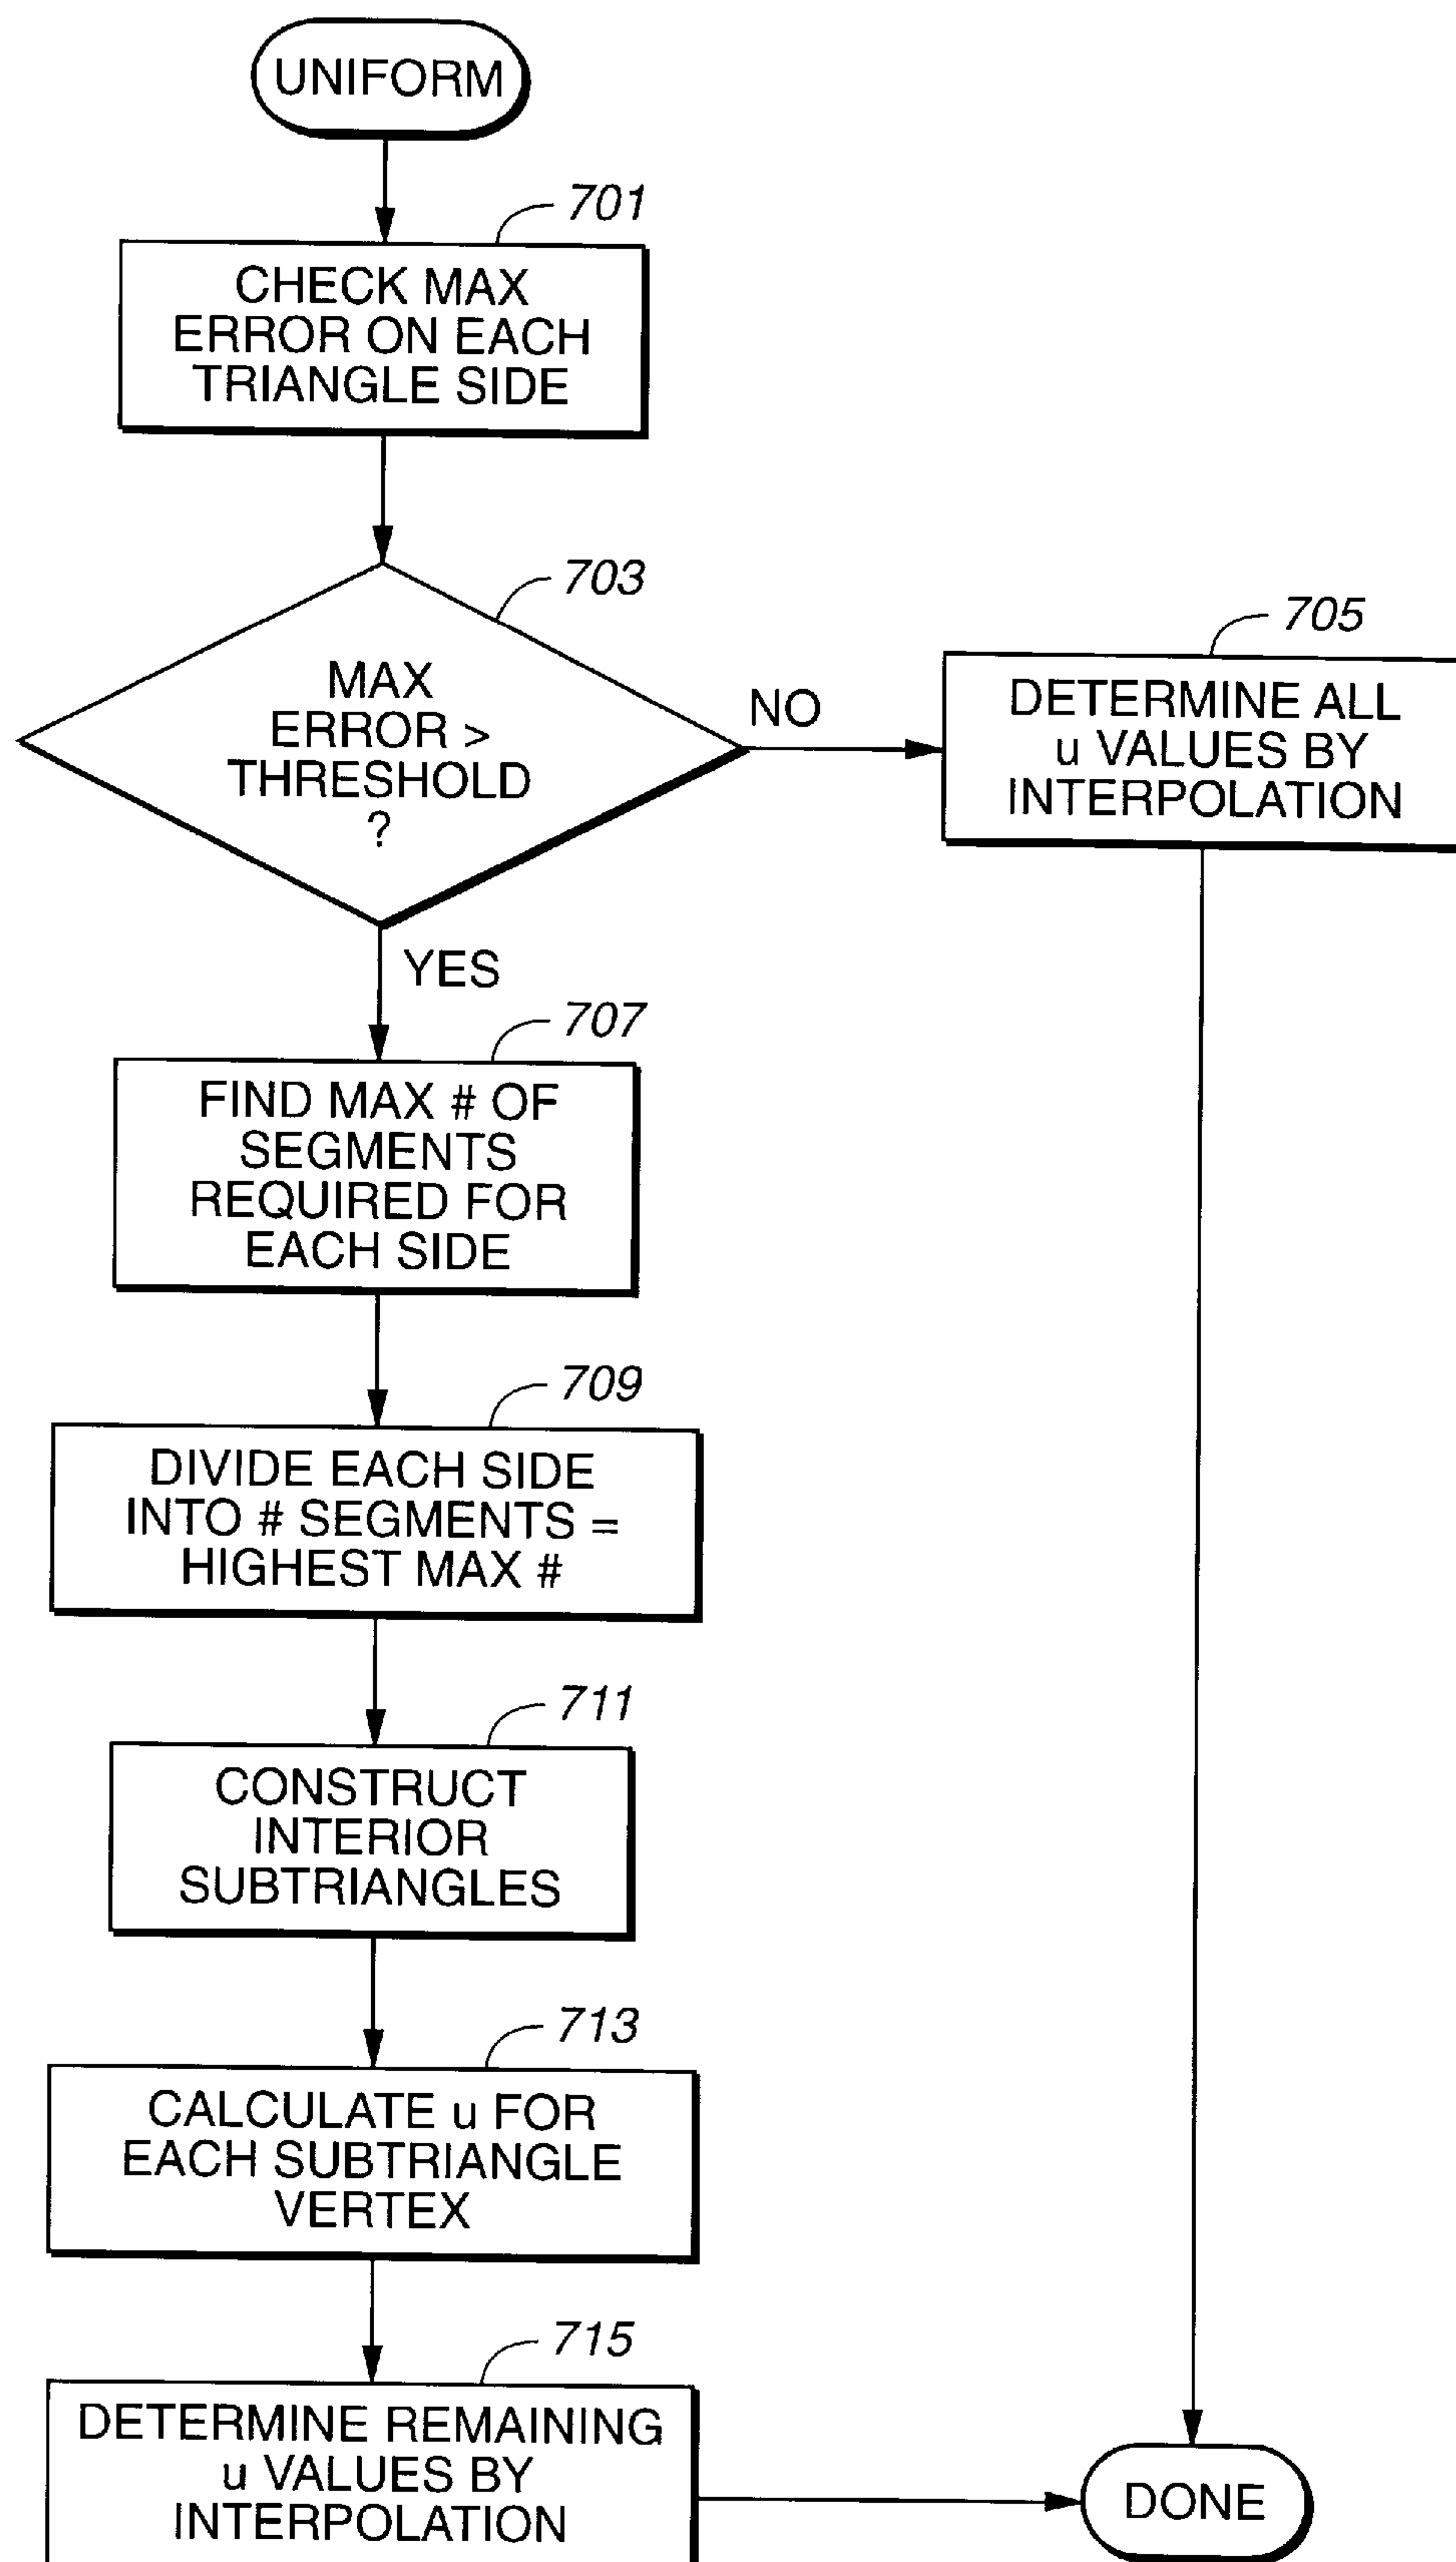 UNIFORM
701
CHECK MAX
ERROR ON EACH
TRIANGLE SIDE
703
MAX
ERROR >
THRESHOLD
?
NO
705
DETERMINE ALL
u VALUES BY
INTERPOLATION
YES
707
FIND MAX # OF
SEGMENTS
REQUIRED FOR
EACH SIDE
709
DIVIDE EACH SIDE
INTO # SEGMENTS =
HIGHEST MAX #
711
CONSTRUCT
INTERIOR
SUBTRIANGLES
713
CALCULATE u FOR
EACH SUBTRIANGLE
VERTEX
715
DETERMINE REMAINING
u VALUES BY
INTERPOLATION
DONE